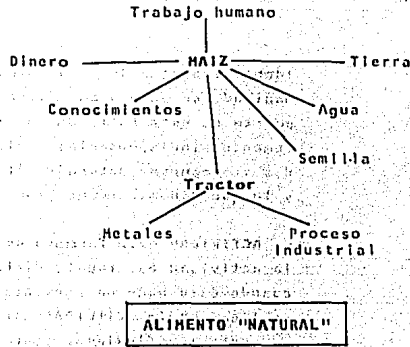 Trabajo humano
Dinero
MAIZ
Tierra
Conocimientos
Agua
Semilla
Tractor
Metales
Proceso
Industrial
ALIMENTO "NATURAL"